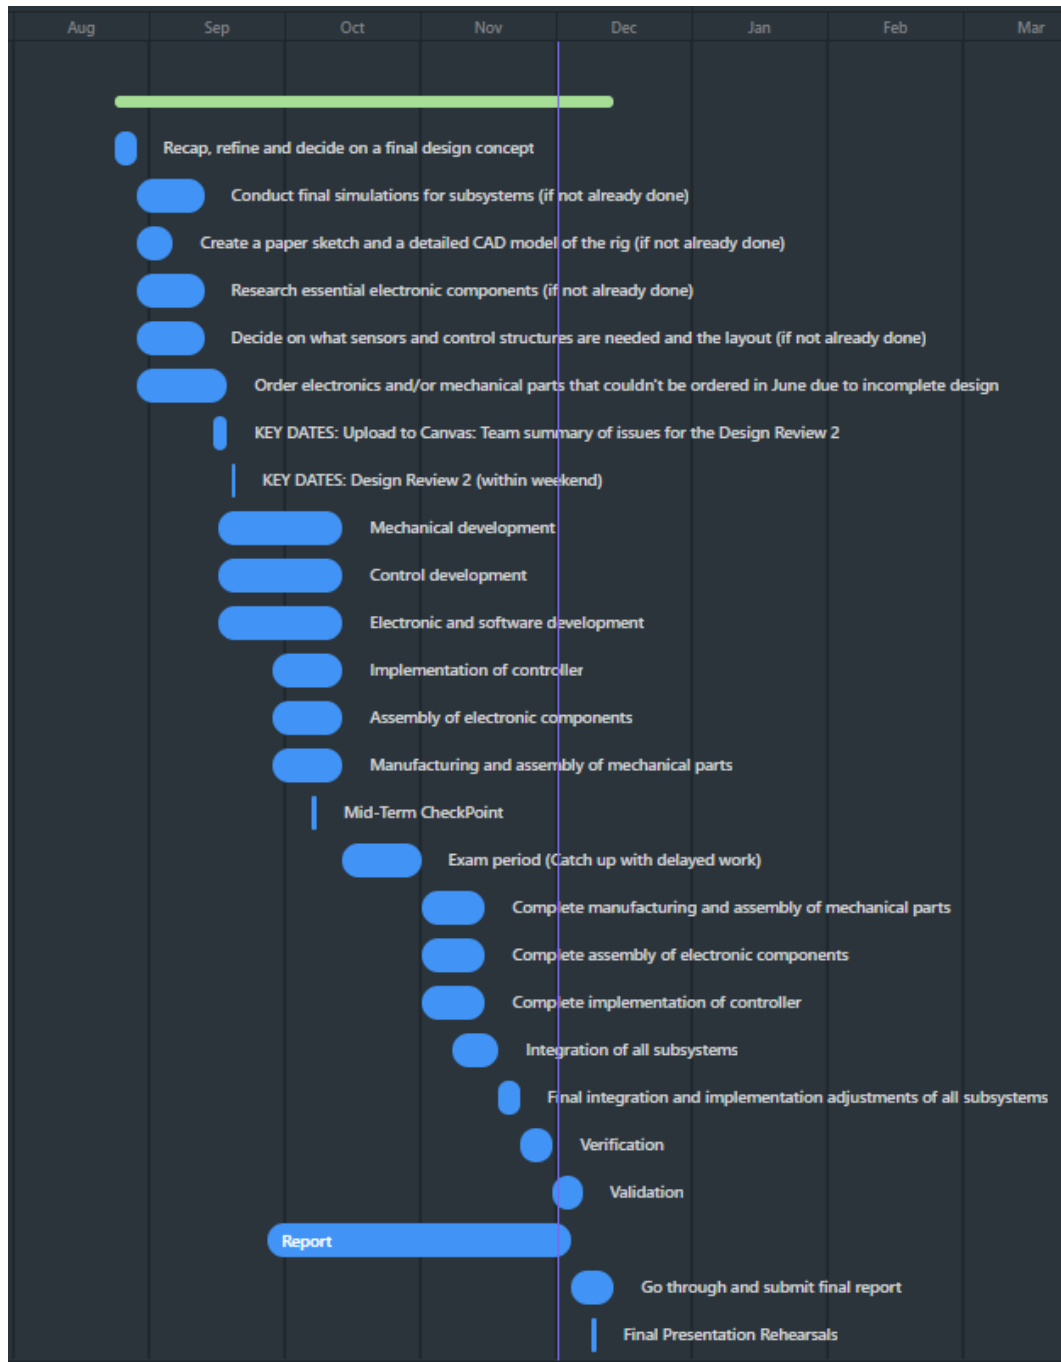 Aug Sep Oct Nov Dec Jan Feb Mar
Recap, refine and decide on a final design concept
Conduct final simulations for subsystems (if not already done)
Create a paper sketch and a detailed CAD model of the rig (if not already done)
Research essential electronic components (if not already done)
Decide on what sensors and control structures are needed and the layout (if not already done)
Order electronics and/or mechanical parts that couldn't be ordered in June due to incomplete design
KEY DATES: Upload to Canvas: Team summary of issues for the Design Review 2
KEY DATES: Design Review 2 (within weekend)
Mechanical development
Control development
Electronic and software development
Implementation of controller
Assembly of electronic components
Manufacturing and assembly of mechanical parts
Mid-Term CheckPoint
Exam period (Catch up with delayed work)
Complete manufacturing and assembly of mechanical parts
Complete assembly of electronic components
Complete implementation of controller
Integration of all subsystems
Final integration and implementation adjustments of all subsystems
Verification
Validation
Report
Go through and submit final report
Final Presentation Rehearsals